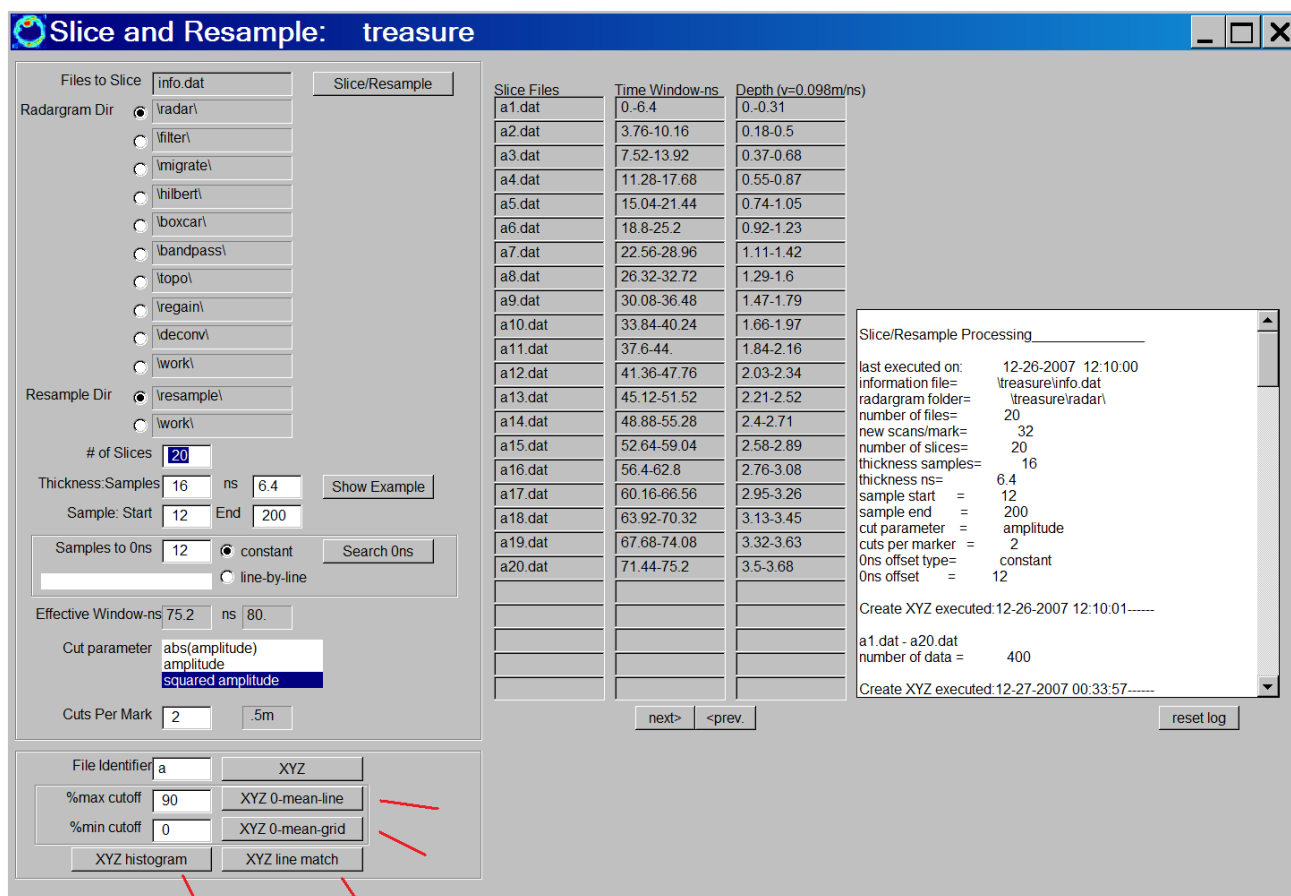 Slice and Resample: treasure
Files to Slice info.dat Slice/Resample
Radargram Dir \radar\
\filter\
\migrate\
\hilbert\
\boxcar\
\bandpass\
\topo\
\regain\
\deconv\
\work\
Resample Dir \resample\
\work\
# of Slices 20
Thickness:Samples 16 ns 6.4 Show Example
Sample: Start 12 End 200
Samples to 0ns 12 constant Search 0ns
line-by-line
Effective Window-ns 75.2 ns 80.
Cut parameter abs(amplitude)
amplitude
squared amplitude
Cuts Per Mark 2 .5m
File Identifier a XYZ
%max cutoff 90 XYZ 0-mean-line
%min cutoff 0 XYZ 0-mean-grid
XYZ histogram XYZ line match
Slice Files Time Window-ns Depth (v=0.098m/ns)
a1.dat 0.-6.4 0.-0.31
a2.dat 3.76-10.16 0.18-0.5
a3.dat 7.52-13.92 0.37-0.68
a4.dat 11.28-17.68 0.55-0.87
a5.dat 15.04-21.44 0.74-1.05
a6.dat 18.8-25.2 0.92-1.23
a7.dat 22.56-28.96 1.11-1.42
a8.dat 26.32-32.72 1.29-1.6
a9.dat 30.08-36.48 1.47-1.79
a10.dat 33.84-40.24 1.66-1.97
a11.dat 37.6-44. 1.84-2.16
a12.dat 41.36-47.76 2.03-2.34
a13.dat 45.12-51.52 2.21-2.52
a14.dat 48.88-55.28 2.4-2.71
a15.dat 52.64-59.04 2.58-2.89
a16.dat 56.4-62.8 2.76-3.08
a17.dat 60.16-66.56 2.95-3.26
a18.dat 63.92-70.32 3.13-3.45
a19.dat 67.68-74.08 3.32-3.63
a20.dat 71.44-75.2 3.5-3.68
next> <prev.
Slice/Resample Processing_______________
last executed on: 12-26-2007 12:10:00
information file= \treasure\info.dat
radargram folder= \treasure\radar\
number of files= 20
new scans/mark= 32
number of slices= 20
thickness samples= 16
thickness ns= 6.4
sample start = 12
sample end = 200
cut parameter = amplitude
cuts per marker = 2
0ns offset type= constant
0ns offset = 12
Create XYZ executed:12-26-2007 12:10:01------
a1.dat - a20.dat
number of data = 400
Create XYZ executed:12-27-2007 00:33:57------
reset log